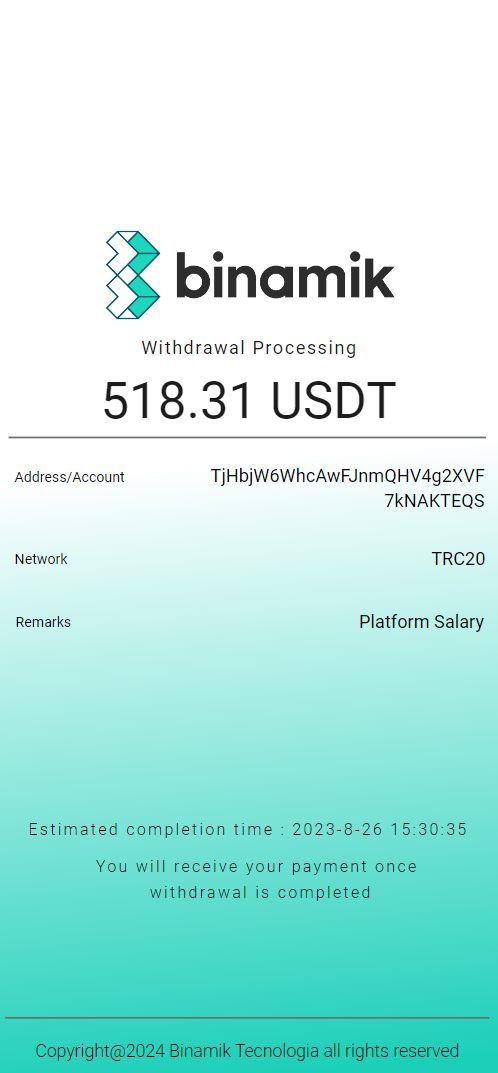 binamik
Withdrawal Processing
518.31 USDT
Address/Account TjHbjW6WhcAwFJnmQHV4g2XVF
7kNAKTEQS
Network TRC20
Remarks Platform Salary
Estimated completion time : 2023-8-26 15:30:35
You will receive your payment once
withdrawal is completed
Copyright@2024 Binamik Tecnologia all rights reserved